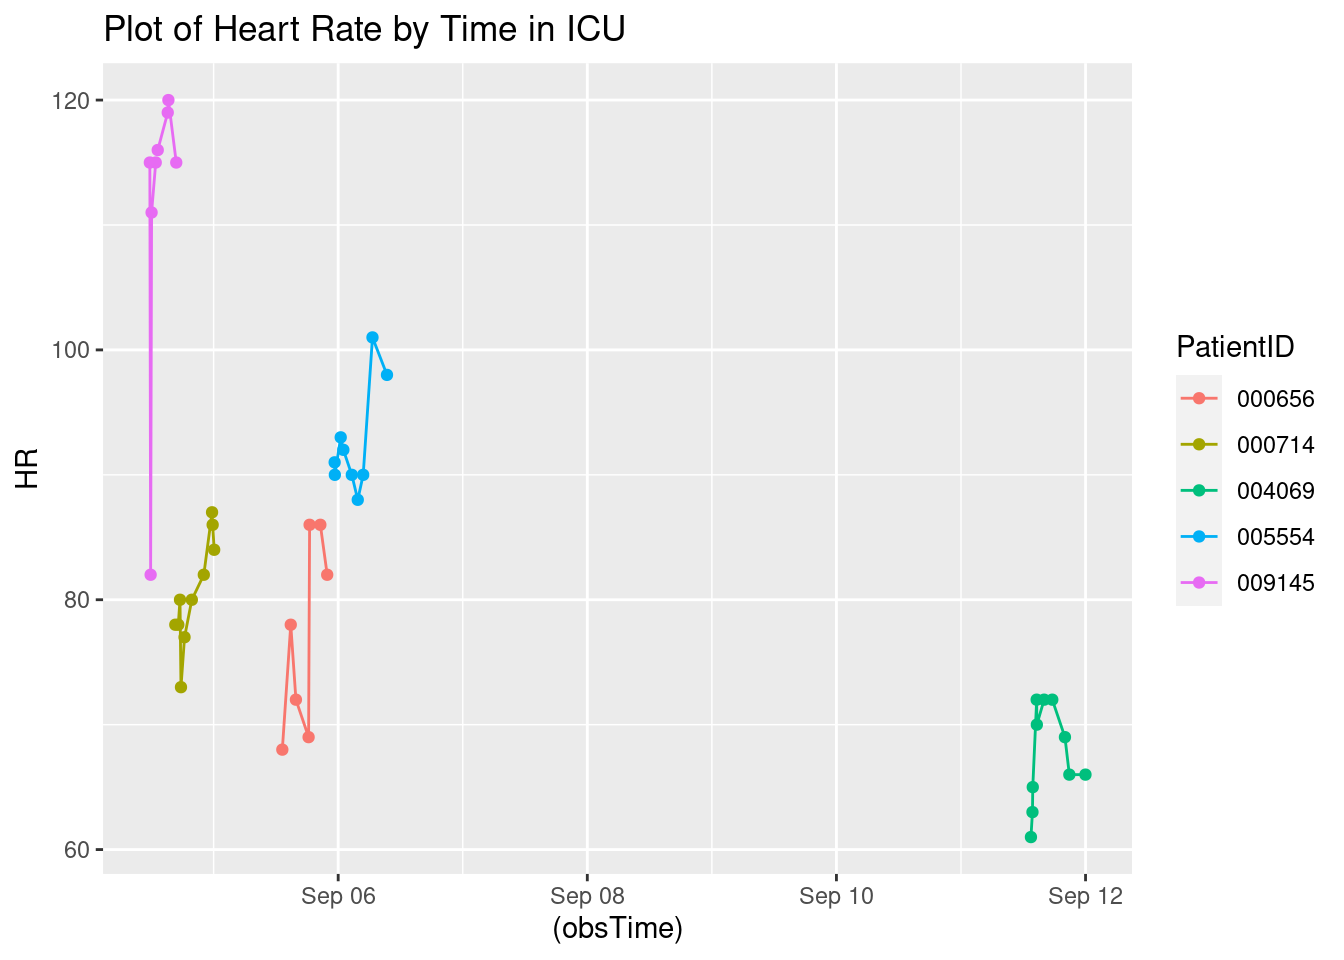 Plot of Heart Rate by Time in ICU
120
100
80
60
HR
Sep 06
Sep 08
Sep 10
Sep 12
(obsTime)
PatientID
000656
000714
004069
005554
009145